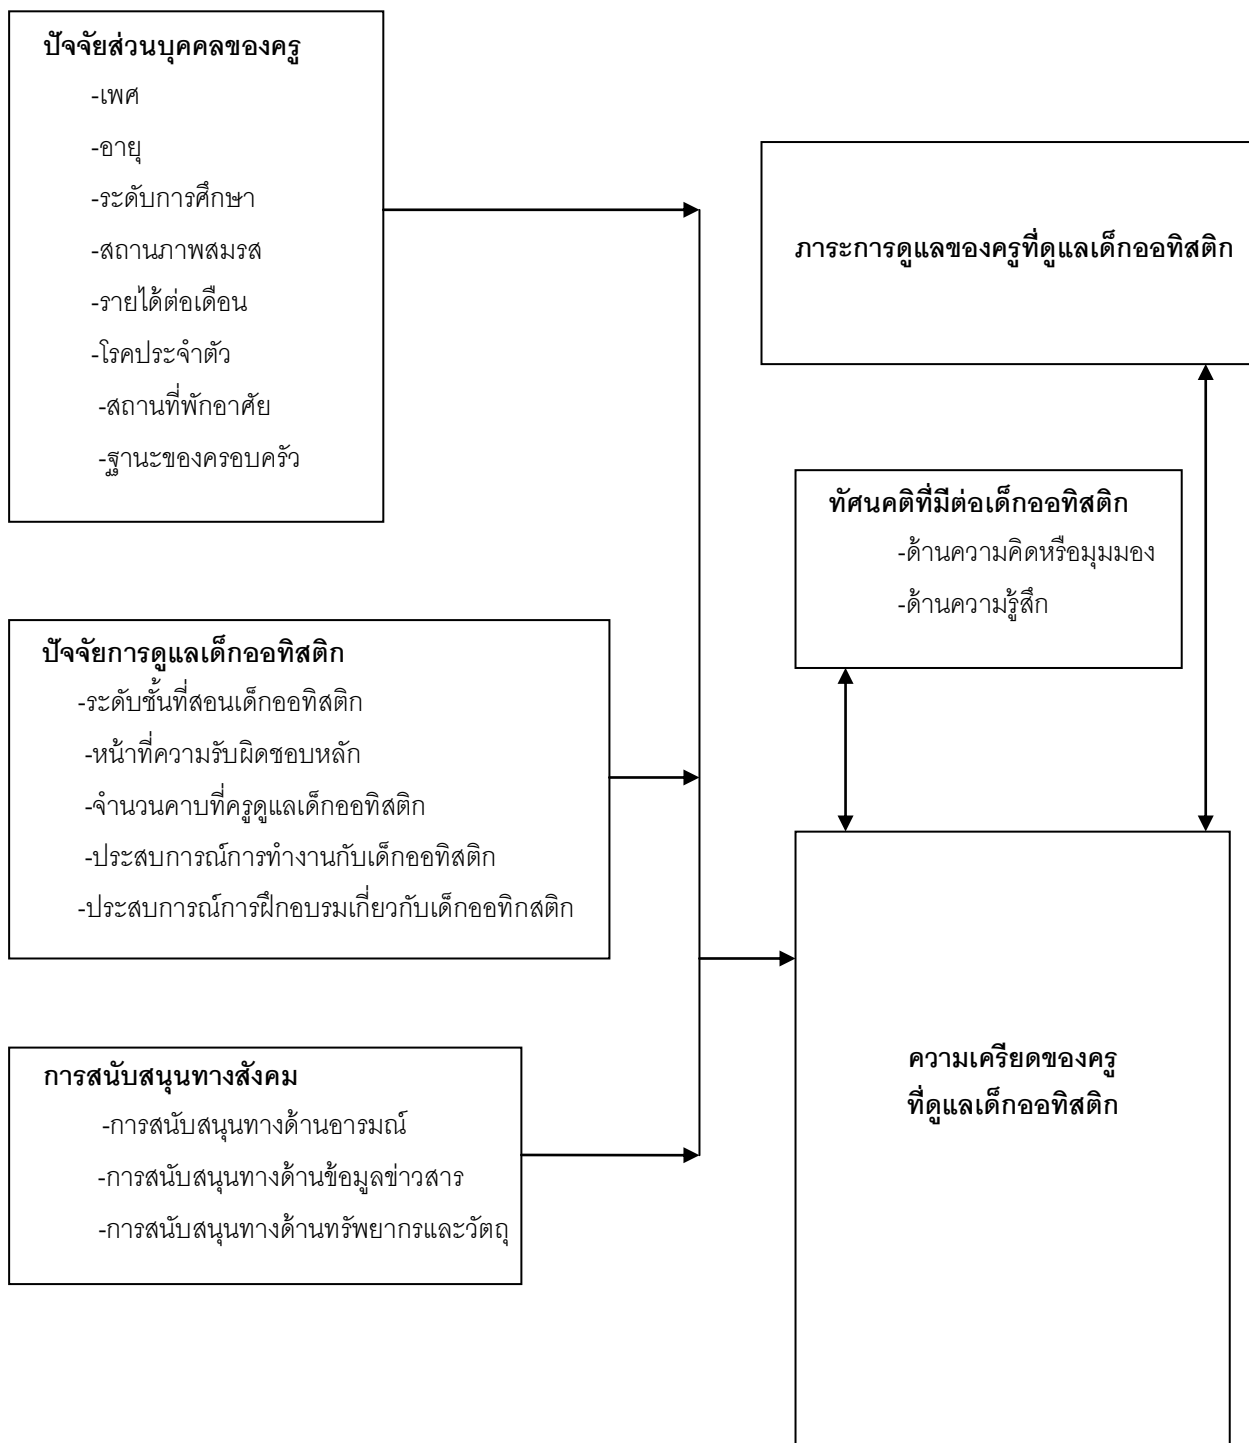 ปัจจัยส่วนบุคคลของครู
-เพศ
-อายุ
-ระดับการศึกษา
-สถานภาพสมรส
-รายได้ต่อเดือน
-โรคประจำตัว
-สถานที่พักอาศัย
-ฐานะของครอบครัว
ภาระการดูแลของครูที่ดูแลเด็กออทิสติก
ทัศนคติที่มีต่อเด็กออทิสติก
-ด้านความคิดหรือมุมมอง
-ด้านความรู้สึก
ปัจจัยการดูแลเด็กออทิสติก
-ระดับชั้นที่สอนเด็กออทิสติก
-หน้าที่ความรับผิดชอบหลัก
-จำนวนคาบที่ครูดูแลเด็กออทิสติก
-ประสบการณ์การทำงานกับเด็กออทิสติก
-ประสบการณ์การฝึกอบรมเกี่ยวกับเด็กออทิกสติก
การสนับสนุนทางสังคม
-การสนับสนุนทางด้านอารมณ์
-การสนับสนุนทางด้านข้อมูลข่าวสาร
-การสนับสนุนทางด้านทรัพยากรและวัตถุ
ความเครียดของครู
ที่ดูแลเด็กออทิสติก